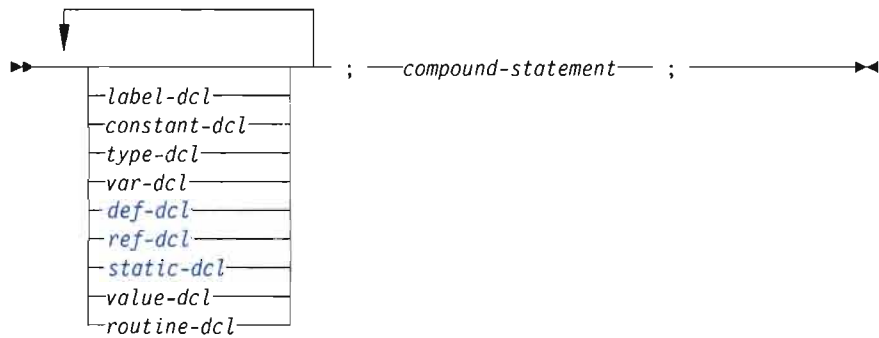 ; compound-statement ;
label-dcl
constant-dcl
type-dcl
var-dcl
def-dcl
ref-dcl
static-dcl
value-dcl
routine-dcl